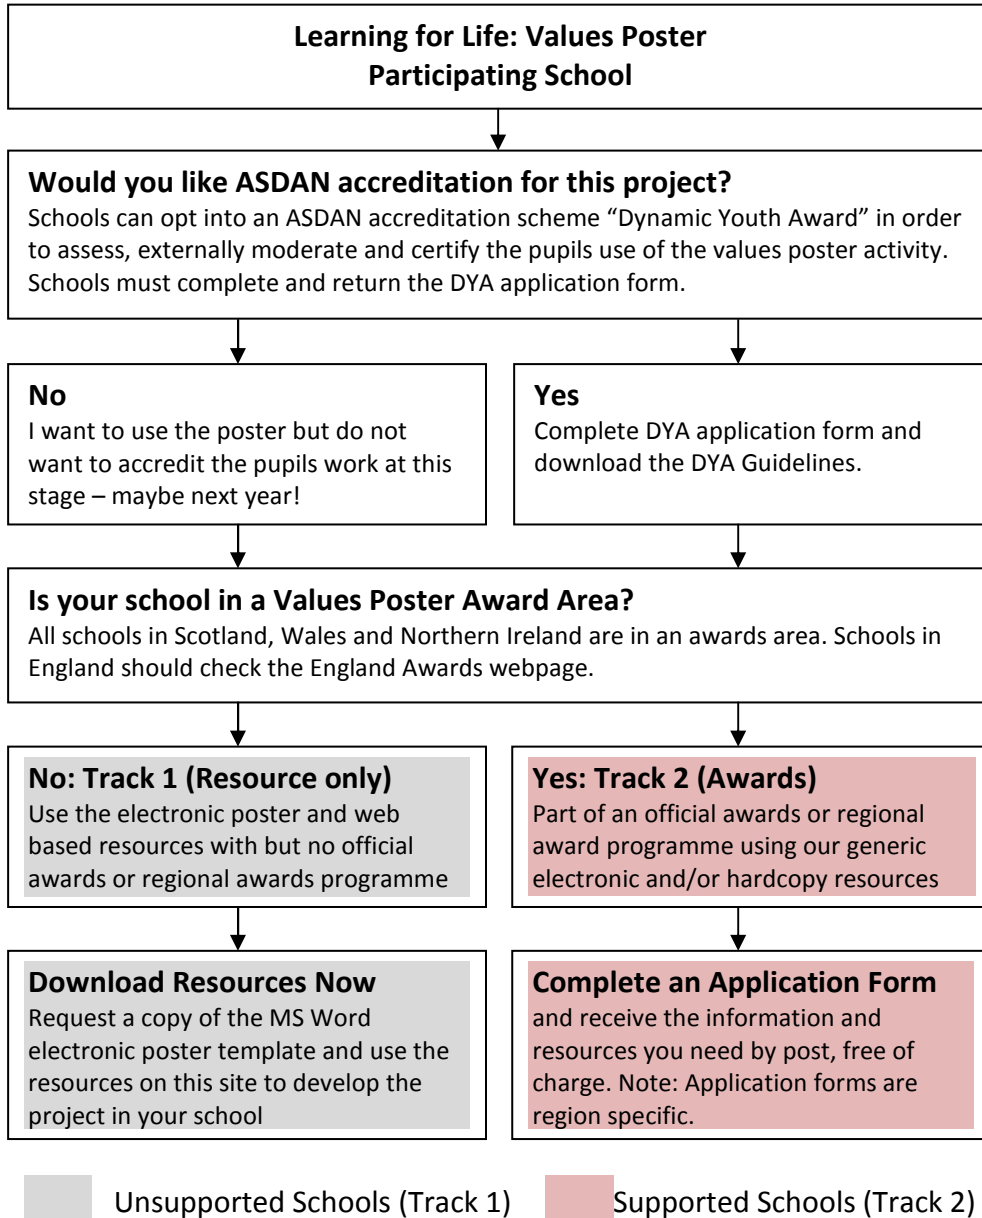 Learning for Life: Values Poster
Participating School
Would you like ASDAN accreditation for this project?
Schools can opt into an ASDAN accreditation scheme “Dynamic Youth Award” in order
to assess, externally moderate and certify the pupils use of the values poster activity.
Schools must complete and return the DYA application form.
No
I want to use the poster but do not
want to accredit the pupils work at this
stage – maybe next year!
Yes
Complete DYA application form and
download the DYA Guidelines.
Is your school in a Values Poster Award Area?
All schools in Scotland, Wales and Northern Ireland are in an awards area. Schools in
England should check the England Awards webpage.
No: Track 1 (Resource only)
Use the electronic poster and web
based resources with but no official
awards or regional awards programme
Yes: Track 2 (Awards)
Part of an official awards or regional
award programme using our generic
electronic and/or hardcopy resources
Download Resources Now
Request a copy of the MS Word
electronic poster template and use the
resources on this site to develop the
project in your school
Complete an Application Form
and receive the information and
resources you need by post, free of
charge. Note: Application forms are
region specific.
Unsupported Schools (Track 1)
Supported Schools (Track 2)